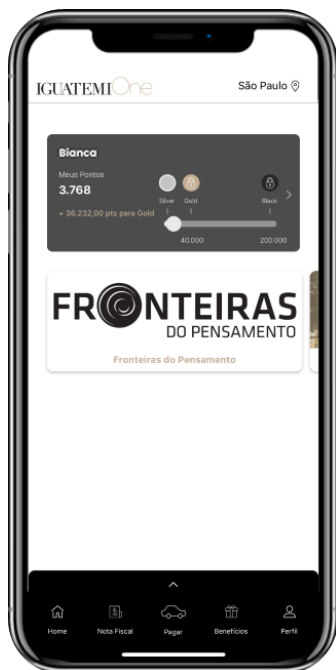 IGUATEMI One
São Paulo
Bianca
Meus Pontos
3.768
Silver Gold Black
+ 36.232,00 pts para Gold
40.000 200.000
FRONTEIRAS
DO PENSAMENTO
Fronteiras do Pensamento
Home Nota Fiscal Pagar Benefícios Perfil